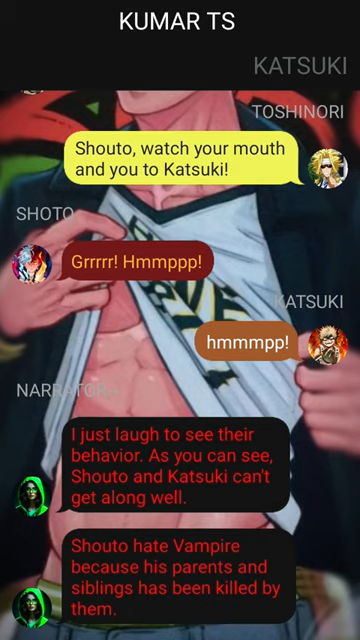 KUMAR TS
KATSUKI
TOSHINORI
Shouto, watch your mouth
and you to Katsuki!
SHOTO
Grrrrr! Hmmppp!
KATSUKI
hmmmpp!
NARRATOR
I just laugh to see their
behavior. As you can see,
Shouto and Katsuki can't
get along well.
Shouto hate Vampire
because his parents and
siblings has been killed by
them.